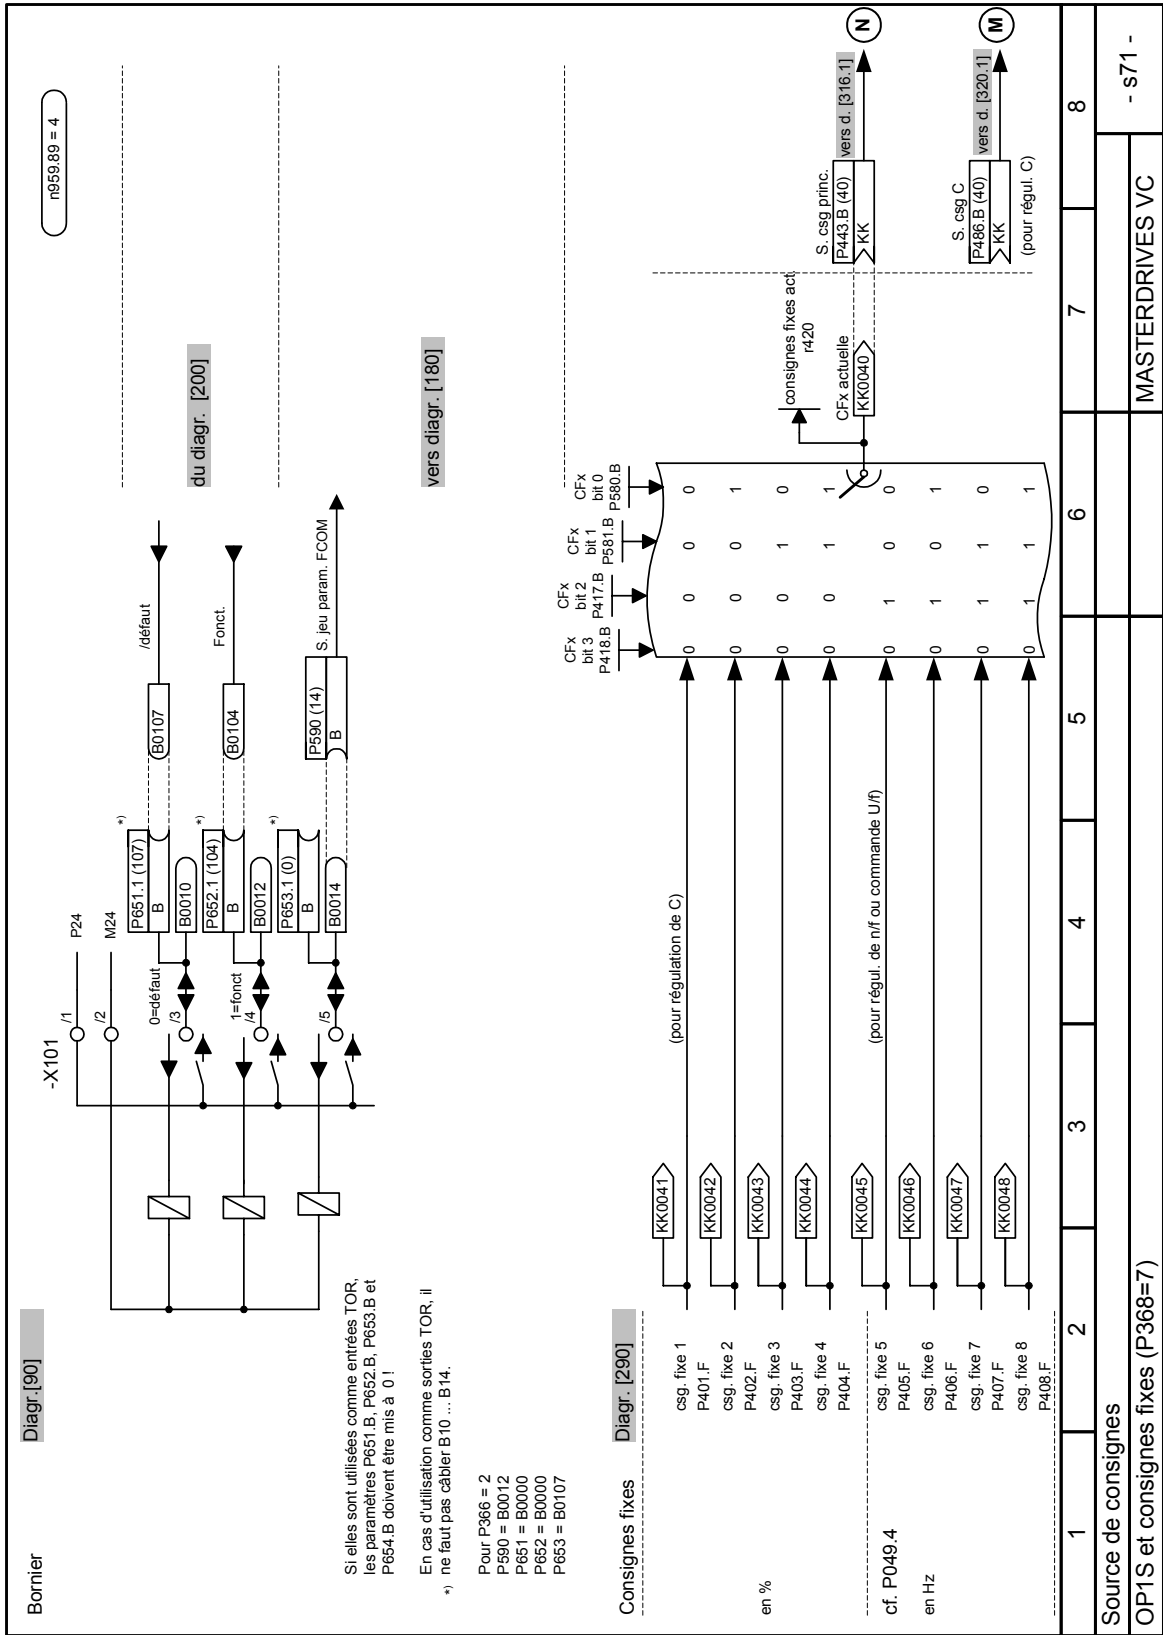 Bornier
Diagr.[90]
n959.89 = 4
-X101
/1
P24
/2
M24
0=défaut
/3
P651.1 (107)
*)
B
B0010
B0107
/défaut
du diagr. [200]
1=fonct
/4
P652.1 (104)
*)
B
B0012
B0104
Fonct.
/5
P653.1 (0)
*)
B
B0014
P590 (14)
B
S. jeu param. FCOM
vers diagr. [180]
Si elles sont utilisées comme entrées TOR,
les paramètres P651.B, P652.B, P653.B et
P654.B doivent être mis à 0 !
En cas d'utilisation comme sorties TOR, il
*) ne faut pas câbler B10 ... B14.
Pour P366 = 2
P590 = B0012
P651 = B0000
P652 = B0000
P653 = B0107
Consignes fixes
Diagr. [290]
CFx
bit 3
P418.B
CFx
bit 2
P417.B
CFx
bit 1
P581.B
CFx
bit 0
P580.B
en %
csg. fixe 1
P401.F
KK0041
(pour régulation de C)
0 0 0 0
csg. fixe 2
P402.F
KK0042
0 0 0 1
csg. fixe 3
P403.F
KK0043
0 0 1 0
csg. fixe 4
P404.F
KK0044
0 0 1 1
cf. P049.4
en Hz
csg. fixe 5
P405.F
KK0045
(pour régul. de n/f ou commande U/f)
0 1 0 0
csg. fixe 6
P406.F
KK0046
0 1 0 1
csg. fixe 7
P407.F
KK0047
0 1 1 0
csg. fixe 8
P408.F
KK0048
0 1 1 1
consignes fixes act.
r420
CFx actuelle
KK0040
S. csg princ.
P443.B (40)
KK
vers d. [316.1]
N
S. csg C
P486.B (40)
KK
(pour régul. C)
vers d. [320.1]
M
1 2 3 4 5 6 7 8
Source de consignes
- s71 -
OP1S et consignes fixes (P368=7)
MASTERDRIVES VC